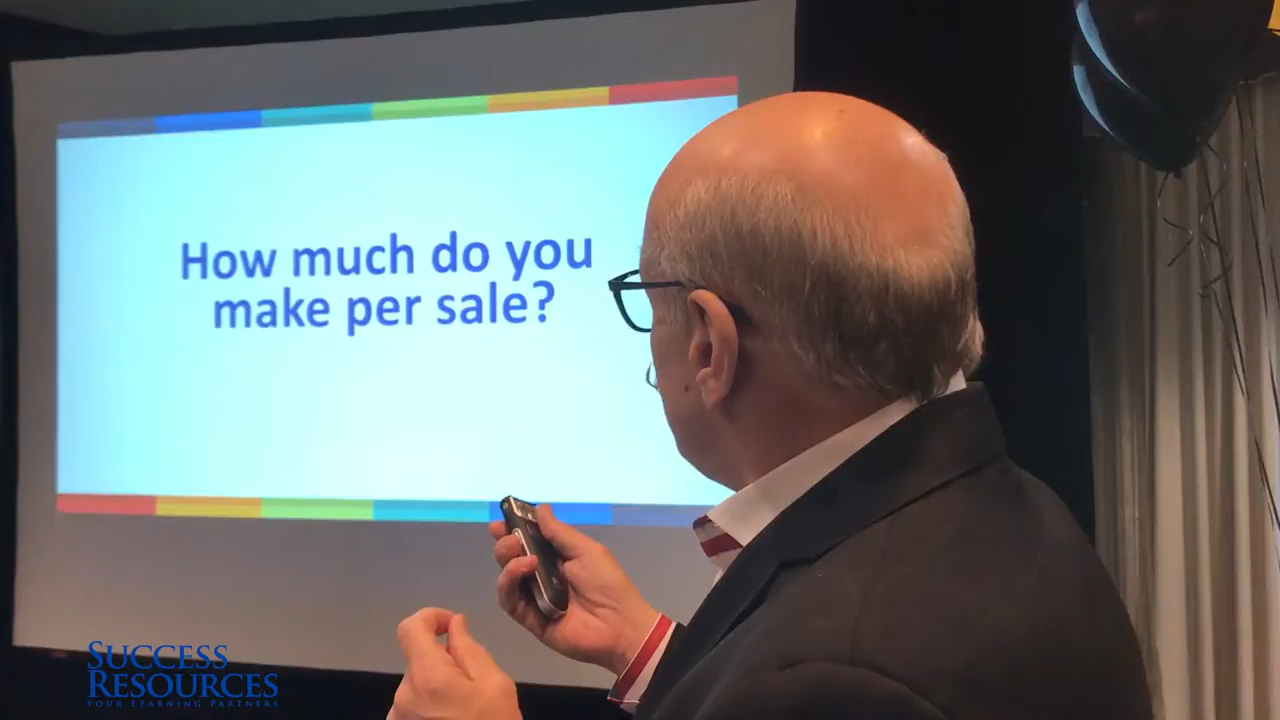 How much do you
make per sale?
SUCCESS
RESOURCES
YOUR LEARNING PARTNERS